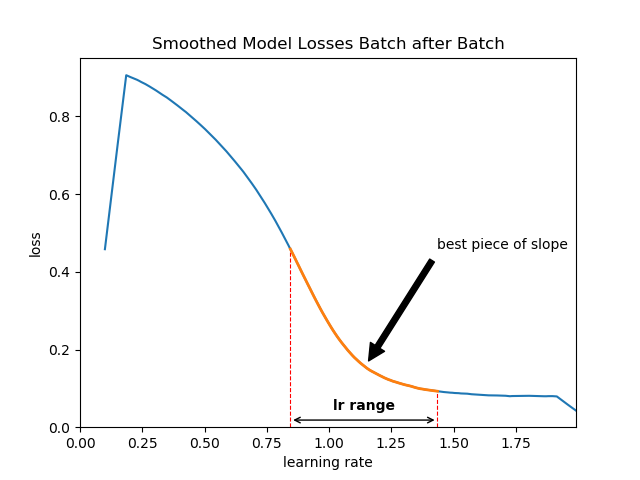 Smoothed Model Losses Batch after Batch
loss
0.8
0.6
0.4
0.2
0.0
best piece of slope
lr range
0.00 0.25 0.50 0.75 1.00 1.25 1.50 1.75
learning rate